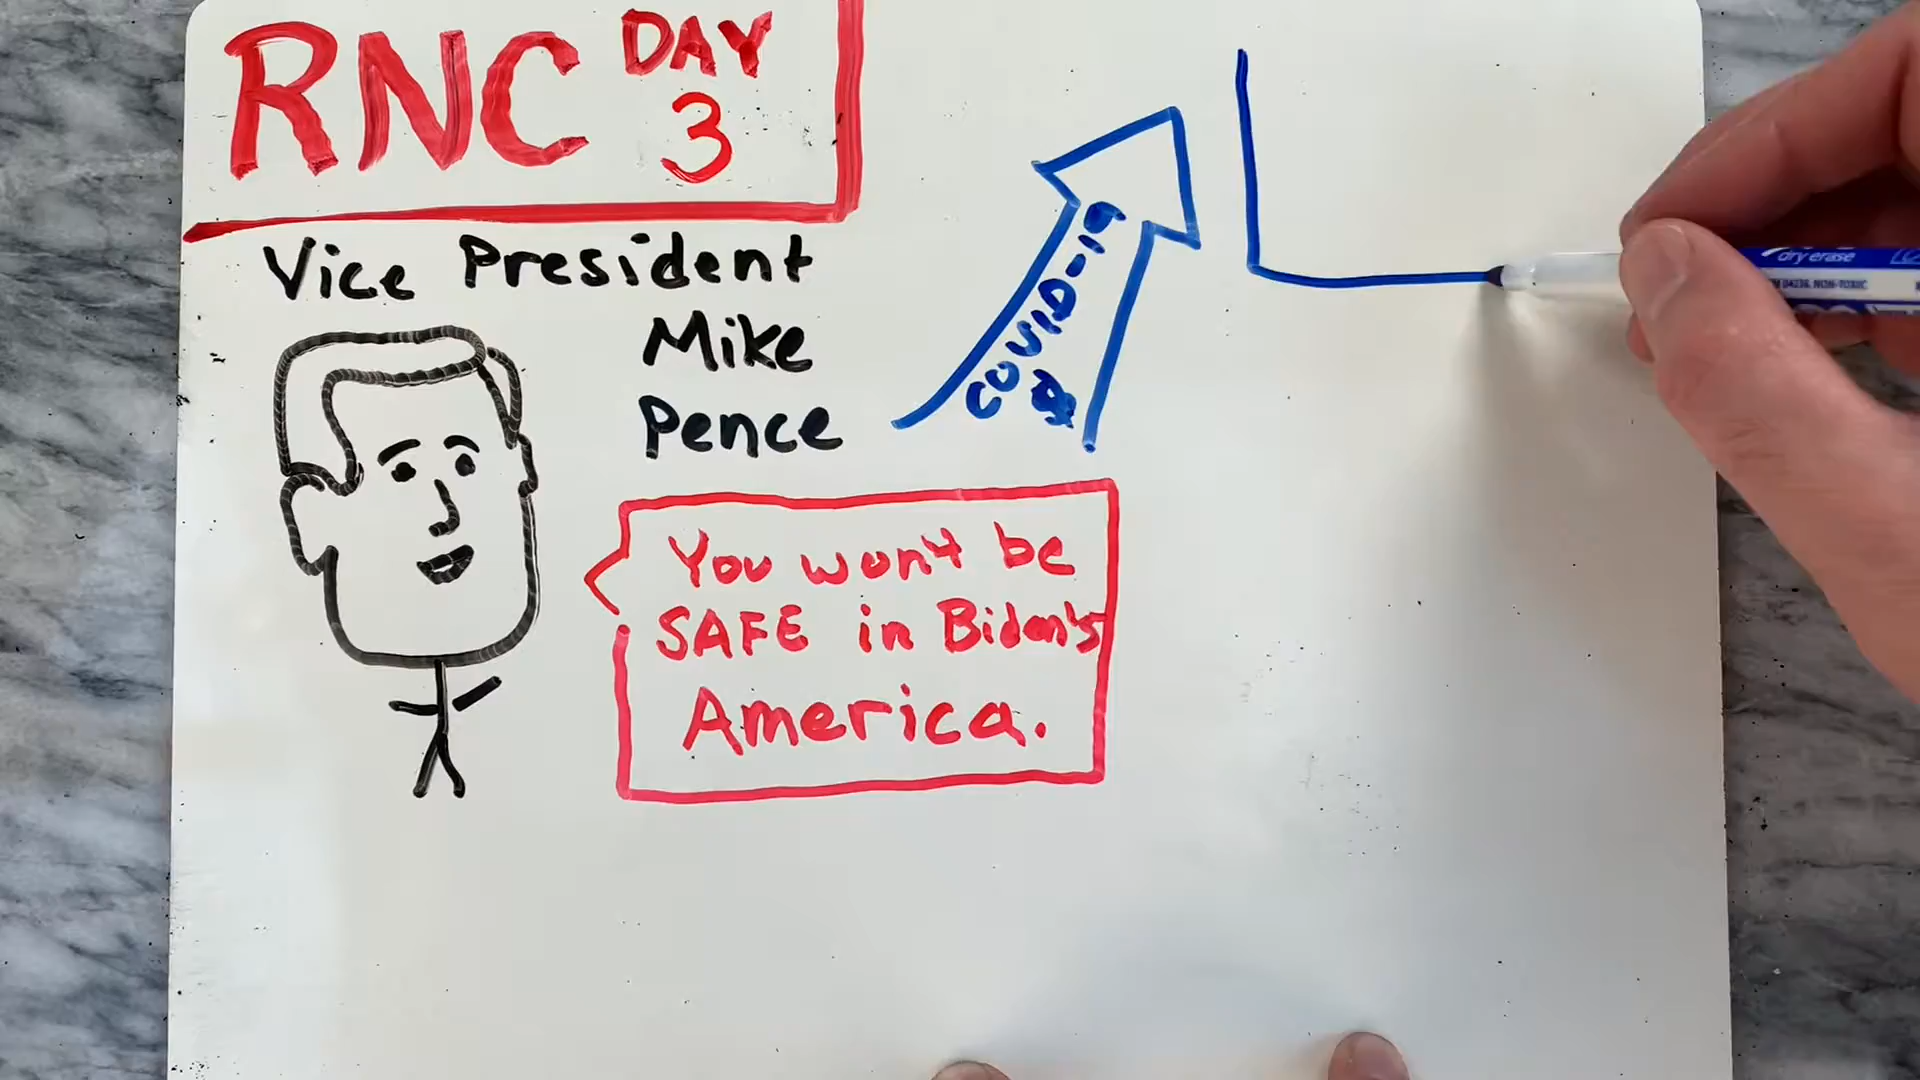 RNC DAY
3
Vice President
Mike
Pence
COVID-19
You won't be
SAFE in Biden's
America.
dry erase